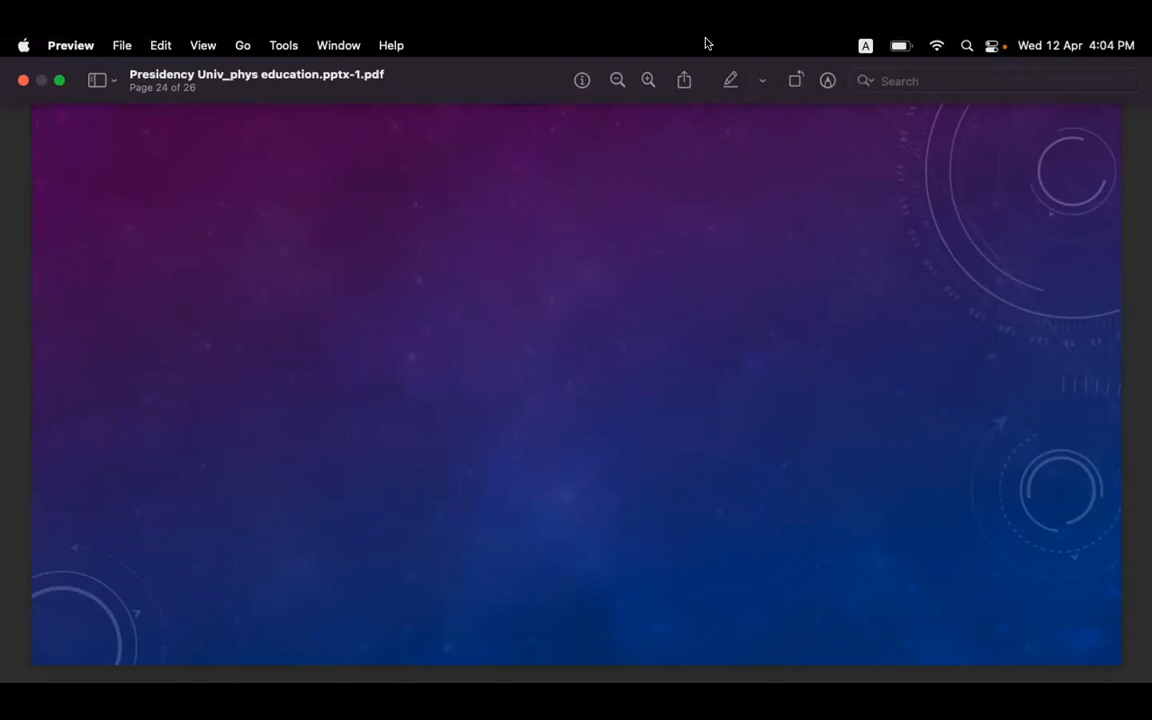 Preview File Edit View Go Tools Window Help A Wed 12 Apr 4:04 PM
Presidency Univ_phys education.pptx-1.pdf
Page 24 of 26
Search